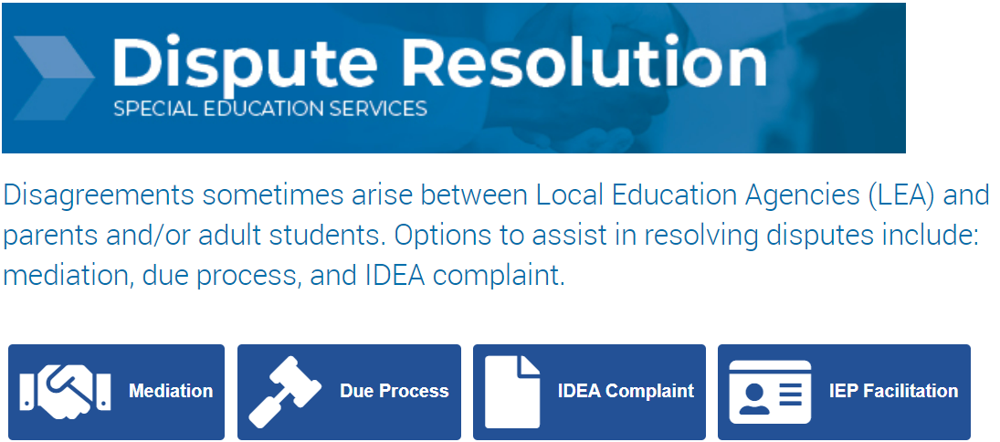 Dispute Resolution
SPECIAL EDUCATION SERVICES
Disagreements sometimes arise between Local Education Agencies (LEA) and
parents and/or adult students. Options to assist in resolving disputes include:
mediation, due process, and IDEA complaint.
Mediation
Due Process
IDEA Complaint
IEP Facilitation